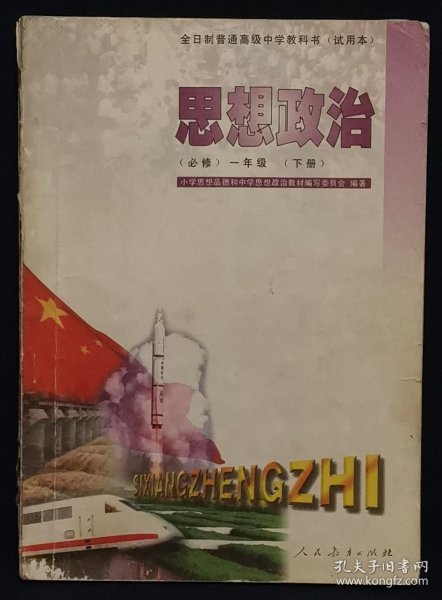 全日制普通高级中学教科书（试用本）
思想政治
（必修）一年级 （下册）
小学思想品德和中学思想政治教材编写委员会 编著
SIXIANGZHENGZHI
人民教育出版社
孔夫子旧书网
www.kongfz.com